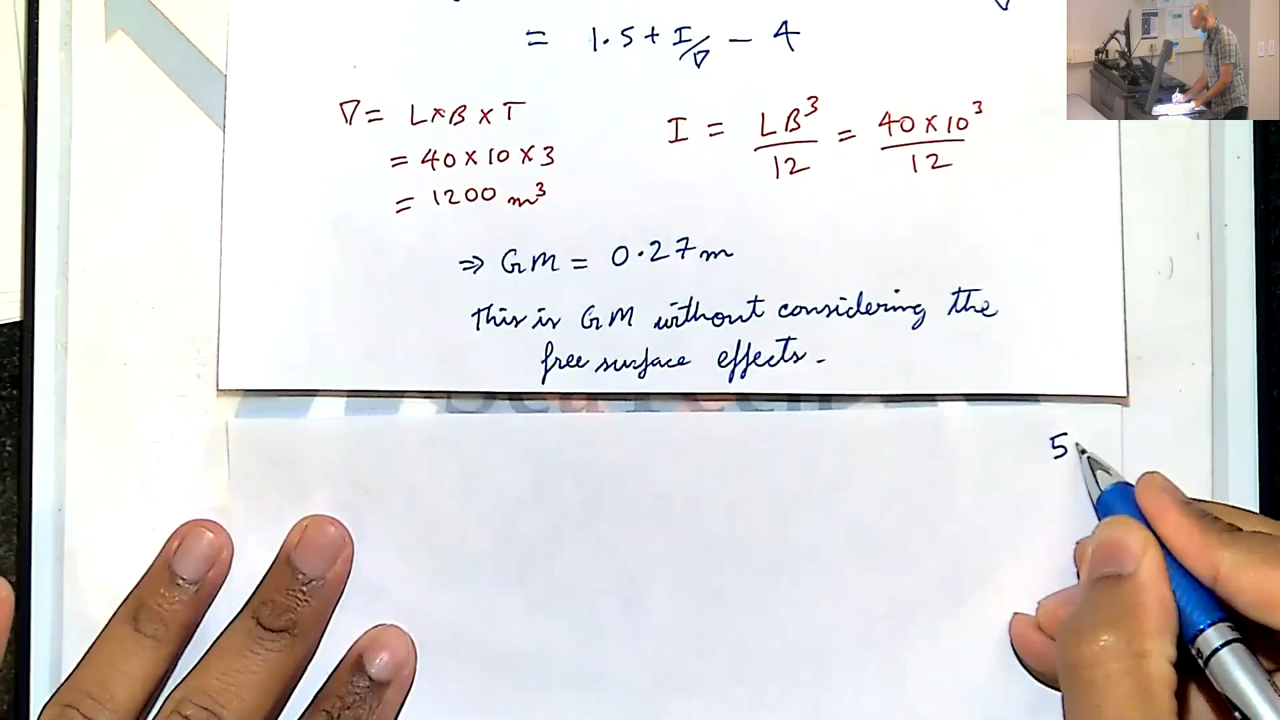 = 1.5 + I/∇ - 4
∇ = L×B×T
= 40×10×3
= 1200 m³
I = LB³/12 = 40×10³/12
⇒ GM = 0.27m
This is GM without considering the
free surface effects.
5